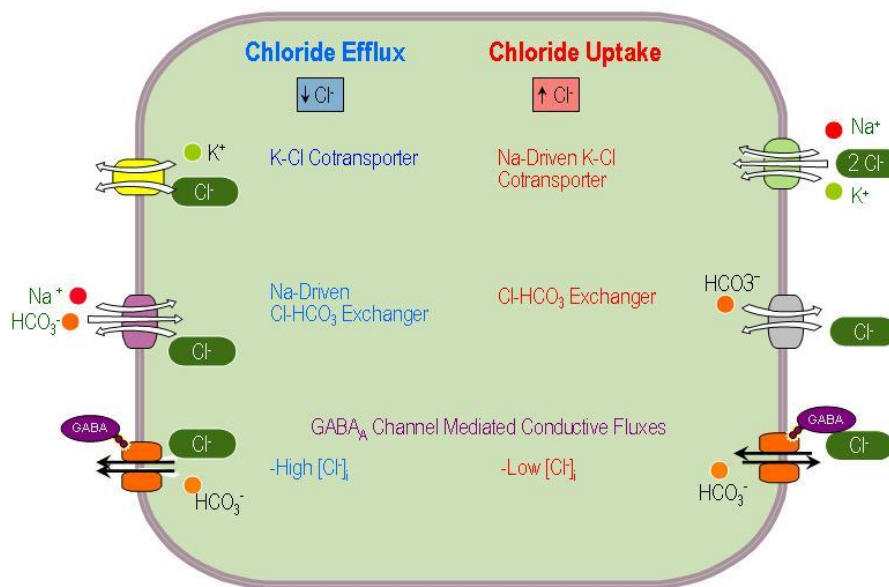 Chloride Efflux
Chloride Uptake
↓ Cl-
↑ Cl-
K+
Cl-
K-Cl Cotransporter
Na-Driven K-Cl
Cotransporter
Na+
2 Cl-
K+
Na +
HCO3-
Cl-
Na-Driven
Cl-HCO3 Exchanger
Cl-HCO3 Exchanger
HCO3-
Cl-
GABA
Cl-
HCO3-
GABAA Channel Mediated Conductive Fluxes
-High [Cl-]i
-Low [Cl-]i
GABA
Cl-
HCO3-